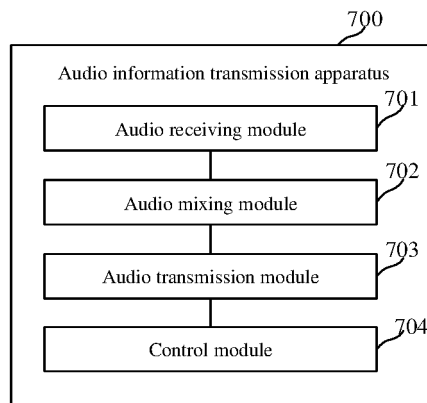 700
Audio information transmission apparatus
701
Audio receiving module
702
Audio mixing module
703
Audio transmission module
704
Control module